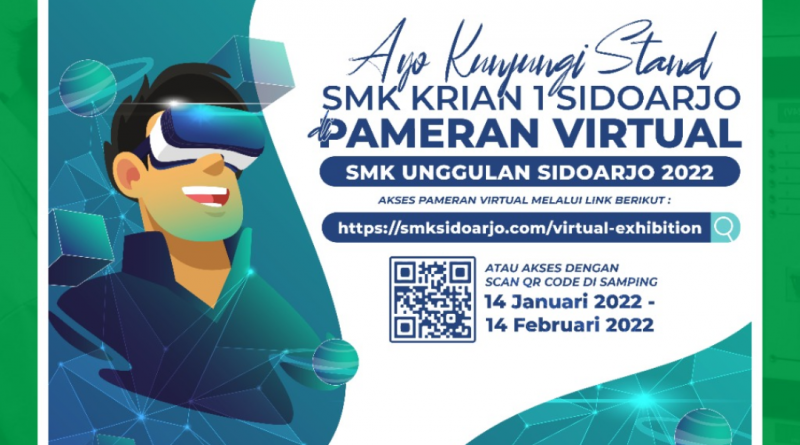 Ayo Kunjungi Stand
SMK KRIAN 1 SIDOARJO
di PAMERAN VIRTUAL
SMK UNGGULAN SIDOARJO 2022
AKSES PAMERAN VIRTUAL MELALUI LINK BERIKUT :
https://smksidoarjo.com/virtual-exhibition
ATAU AKSES DENGAN
SCAN QR CODE DI SAMPING
14 Januari 2022 -
14 Februari 2022